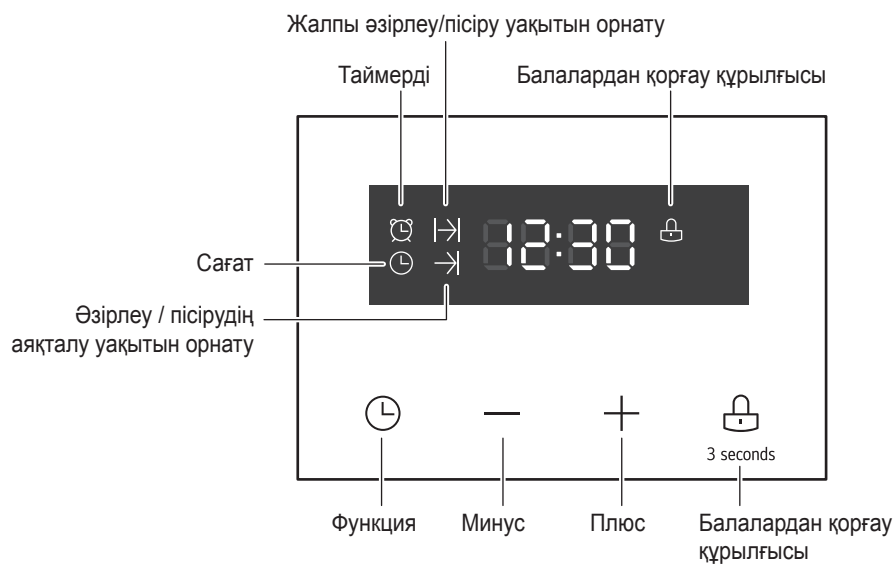 Жалпы әзірлеу/пісіру уақытын орнату
Таймерді
Балалардан қорғау құрылғысы
12:30
Сағат
Әзірлеу / пісірудің
аяқталу уақытын орнату
3 seconds
Функция
Минус
Плюс
Балалардан қорғау
құрылғысы